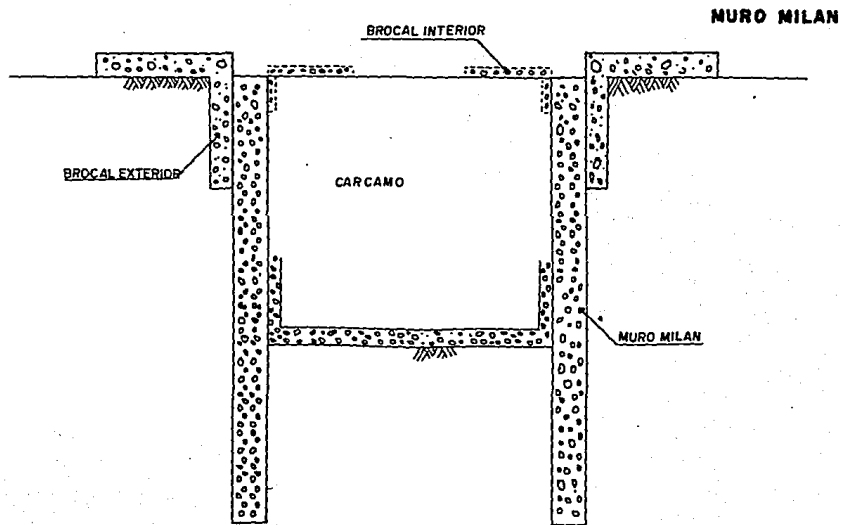 MURO MILAN
BROCAL INTERIOR
BROCAL EXTERIOR
CARCAMO
MURO MILAN